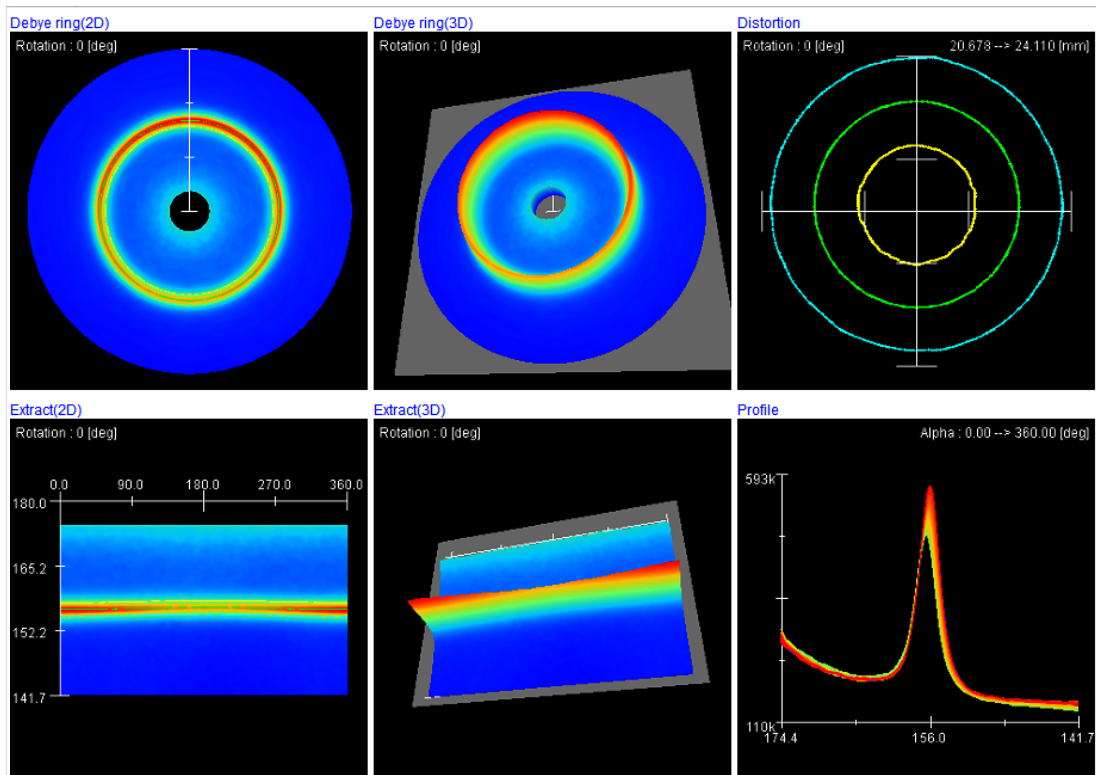 Debye ring(2D)
Rotation : 0 [deg]
Debye ring(3D)
Rotation : 0 [deg]
Distortion
Rotation : 0 [deg]
20.678 --> 24.110 [mm]
Extract(2D)
Rotation : 0 [deg]
0.0 90.0 180.0 270.0 360.0
180.0
165.2
152.2
141.7
Extract(3D)
Rotation : 0 [deg]
Profile
Alpha : 0.00 --> 360.00 [deg]
593k
110k
174.4 156.0 141.7